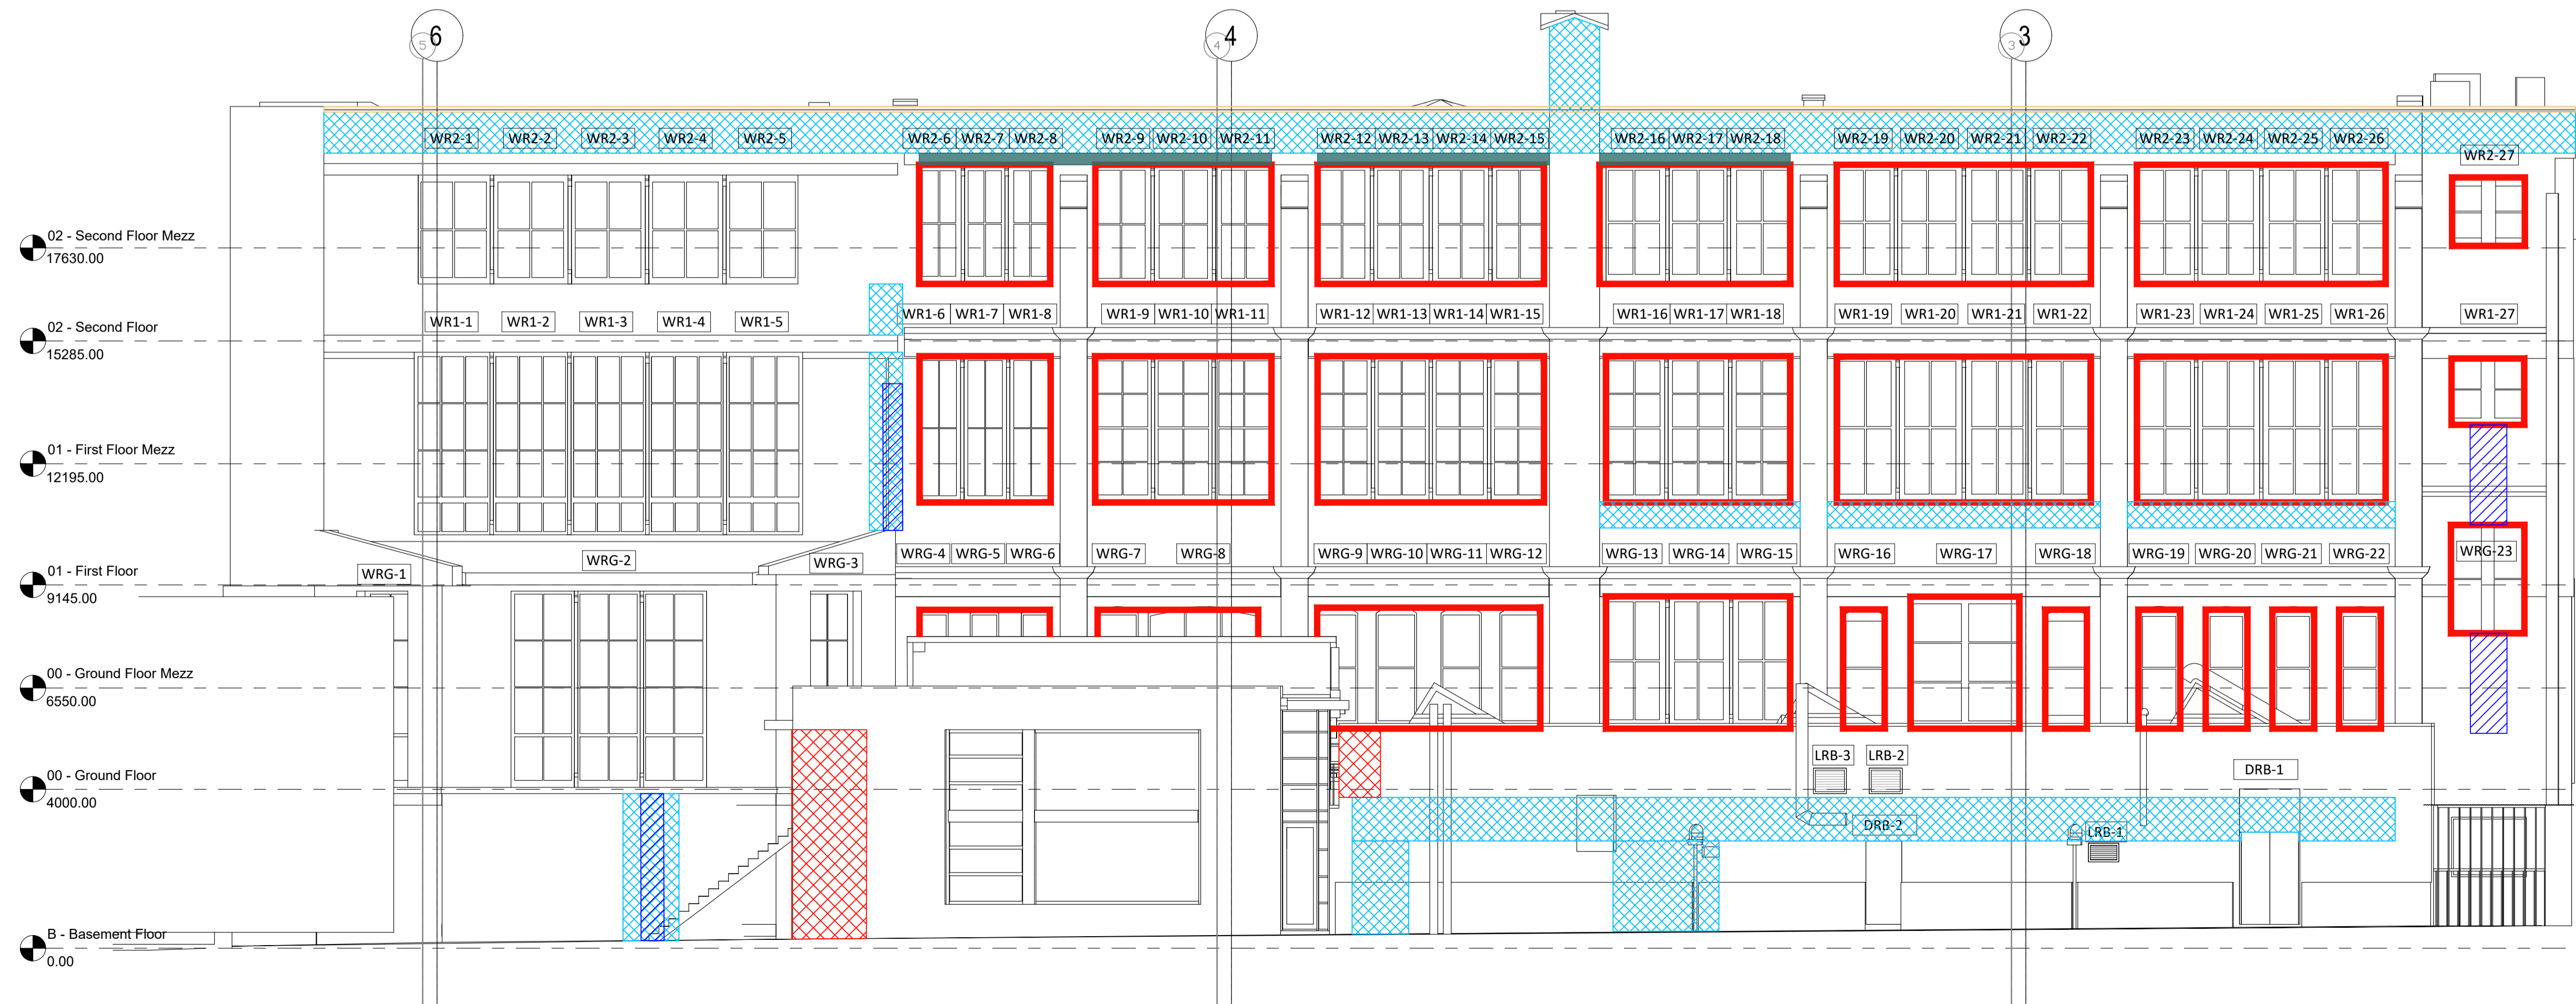 6 4 3
5 4 3
WR2-1 WR2-2 WR2-3 WR2-4 WR2-5 WR2-6 WR2-7 WR2-8 WR2-9 WR2-10 WR2-11 WR2-12 WR2-13 WR2-14 WR2-15 WR2-16 WR2-17 WR2-18 WR2-19 WR2-20 WR2-21 WR2-22 WR2-23 WR2-24 WR2-25 WR2-26
WR2-27
02 - Second Floor Mezz
17630.00
WR1-6 WR1-7 WR1-8 WR1-9 WR1-10 WR1-11 WR1-12 WR1-13 WR1-14 WR1-15 WR1-16 WR1-17 WR1-18 WR1-19 WR1-20 WR1-21 WR1-22 WR1-23 WR1-24 WR1-25 WR1-26 WR1-27
WR1-1 WR1-2 WR1-3 WR1-4 WR1-5
02 - Second Floor
15285.00
01 - First Floor Mezz
12195.00
WRG-4 WRG-5 WRG-6 WRG-7 WRG-8 WRG-9 WRG-10 WRG-11 WRG-12 WRG-13 WRG-14 WRG-15 WRG-16 WRG-17 WRG-18 WRG-19 WRG-20 WRG-21 WRG-22 WRG-23
WRG-1 WRG-2 WRG-3
01 - First Floor
9145.00
00 - Ground Floor Mezz
6550.00
LRB-3 LRB-2
DRB-1
00 - Ground Floor
4000.00
DRB-2
LRB-1
B - Basement Floor
0.00